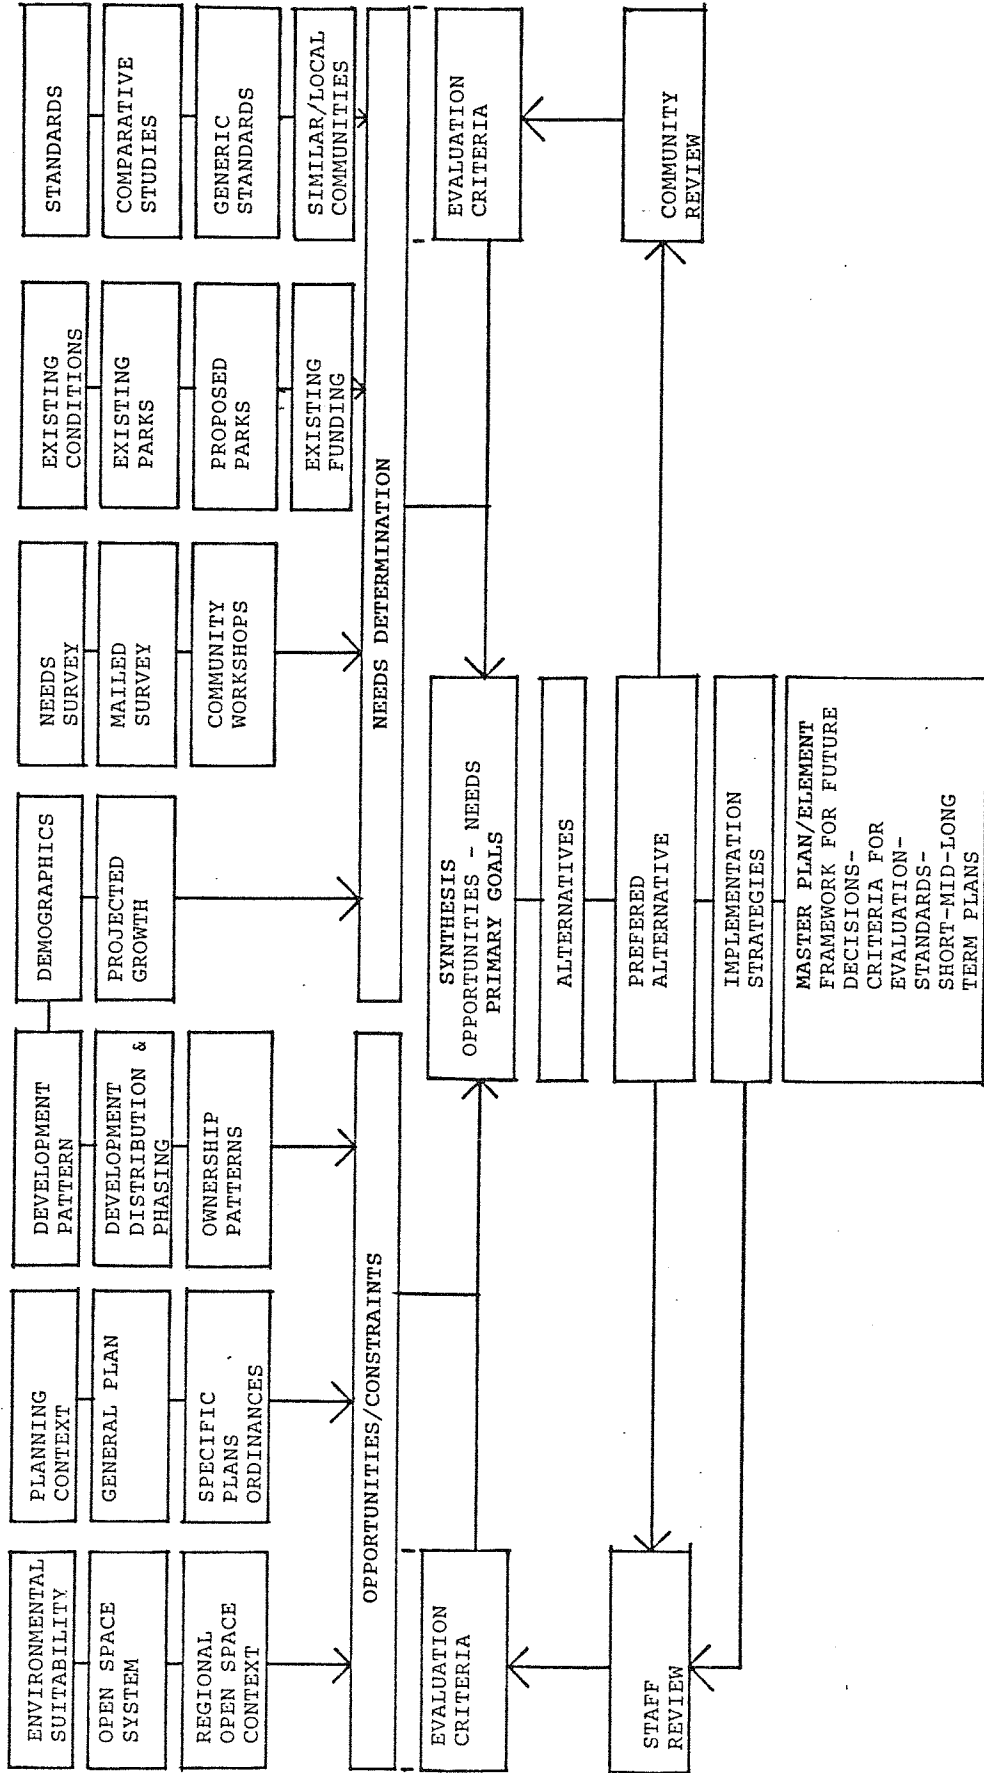 ENVIRONMENTAL
SUITABILITY
OPEN SPACE
SYSTEM
REGIONAL
OPEN SPACE
CONTEXT
PLANNING
CONTEXT
GENERAL PLAN
SPECIFIC
PLANS
ORDINANCES
DEVELOPMENT
PATTERN
DEVELOPMENT
DISTRIBUTION &
PHASING
OWNERSHIP
PATTERNS
DEMOGRAPHICS
PROJECTED
GROWTH
NEEDS
SURVEY
MAILED
SURVEY
COMMUNITY
WORKSHOPS
EXISTING
CONDITIONS
EXISTING
PARKS
PROPOSED
PARKS
EXISTING
FUNDING
STANDARDS
COMPARATIVE
STUDIES
GENERIC
STANDARDS
SIMILAR/LOCAL
COMMUNITIES
OPPORTUNITIES/CONSTRAINTS
NEEDS DETERMINATION
EVALUATION
CRITERIA
SYNTHESIS
OPPORTUNITIES - NEEDS
PRIMARY GOALS
EVALUATION
CRITERIA
ALTERNATIVES
STAFF
REVIEW
PREFERED
ALTERNATIVE
COMMUNITY
REVIEW
IMPLEMENTATION
STRATEGIES
MASTER PLAN/ELEMENT
FRAMEWORK FOR FUTURE
DECISIONS-
CRITERIA FOR
EVALUATION-
STANDARDS-
SHORT-MID-LONG
TERM PLANS